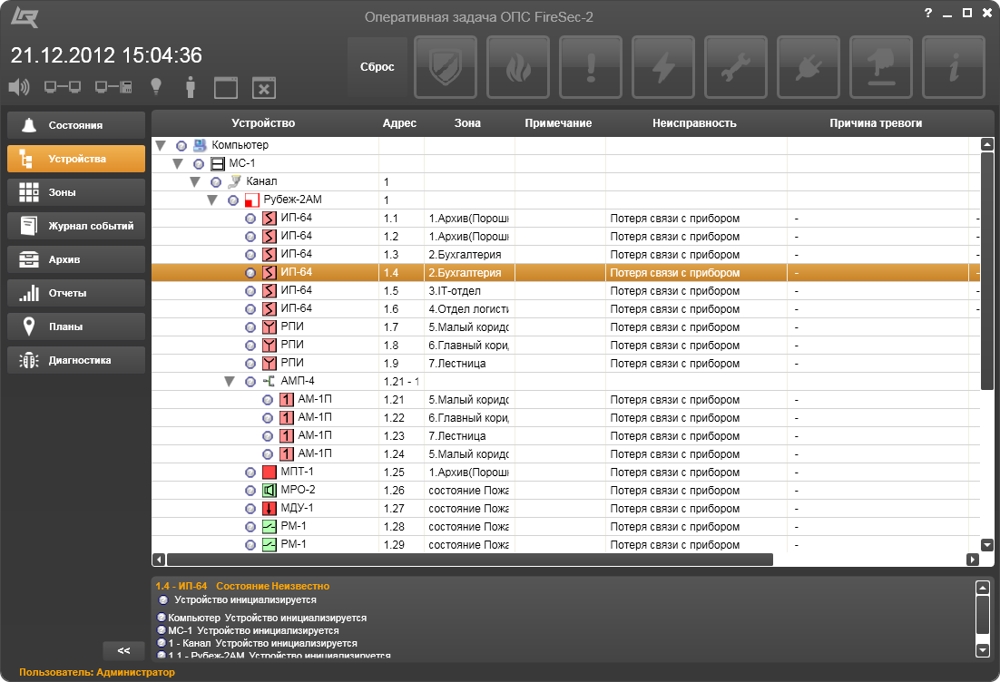 Оперативная задача ОПС FireSec-2
?
21.12.2012 15:04:36
Сброс
Состояния
Устройства
Зоны
Журнал событий
Архив
Отчеты
Планы
Диагностика
<<
Устройство Адрес Зона Примечание Неисправность Причина тревоги
Компьютер
МС-1
Канал 1
Рубеж-2АМ 1
ИП-64 1.1 1.Архив(Порошк Потеря связи с прибором - -
ИП-64 1.2 1.Архив(Порошк Потеря связи с прибором - -
ИП-64 1.3 2.Бухгалтерия Потеря связи с прибором - -
ИП-64 1.4 2.Бухгалтерия Потеря связи с прибором - -
ИП-64 1.5 3.IT-отдел Потеря связи с прибором - -
ИП-64 1.6 4.Отдел логисти Потеря связи с прибором - -
РПИ 1.7 5.Малый коридо Потеря связи с прибором -
РПИ 1.8 6.Главный кори Потеря связи с прибором -
РПИ 1.9 7.Лестница Потеря связи с прибором -
АМП-4 1.21 - 1
1 АМ-1П 1.21 5.Малый коридо Потеря связи с прибором -
1 АМ-1П 1.22 6.Главный кори Потеря связи с прибором -
1 АМ-1П 1.23 7.Лестница Потеря связи с прибором -
1 АМ-1П 1.24 5.Малый коридо Потеря связи с прибором -
МПТ-1 1.25 1.Архив(Порошк Потеря связи с прибором -
МРО-2 1.26 состояние Пожа Потеря связи с прибором -
МДУ-1 1.27 состояние Пожа Потеря связи с прибором -
РМ-1 1.28 состояние Пожа Потеря связи с прибором -
РМ-1 1.29 состояние Пожа Потеря связи с прибором -
1.4 - ИП-64 Состояние Неизвестно
Устройство инициализируется
Компьютер Устройство инициализируется
МС-1 Устройство инициализируется
1 - Канал Устройство инициализируется
1.1 - Рубеж-2АМ Устройство инициализируется
Пользователь: Администратор